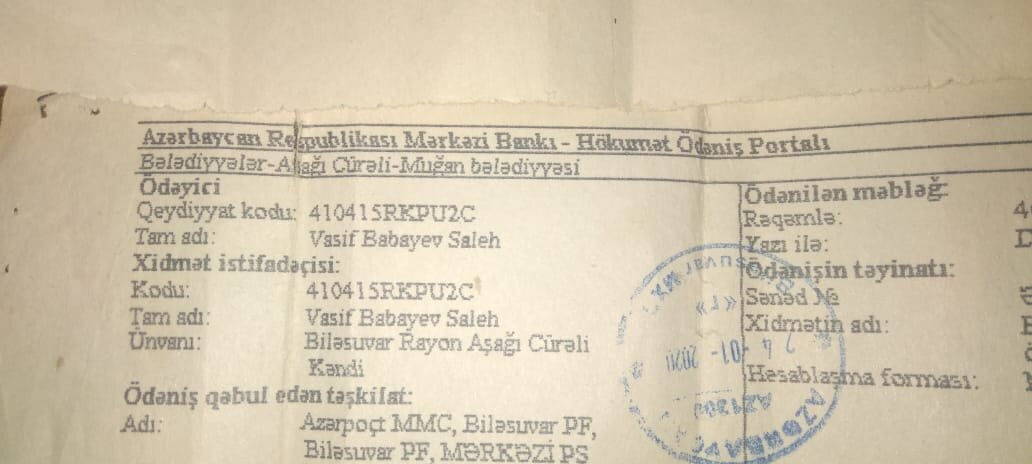 Azərbaycan Respublikası Mərkəzi Bankı - Hökumət Ödəniş Portalı
Bələdiyyələr-Aşağı Cürəli-Muğan bələdiyyəsi
Ödəyici
Qeydiyyat kodu: 410415RKPU2C
Tam adı: Vasif Babayev Saleh
Xidmət istifadəçisi:
Kodu: 410415RKPU2C
Tam adı: Vasif Babayev Saleh
Ünvanı: Biləsuvar Rayon Aşağı Cürəli
Kəndi
Ödəniş qəbul edən təşkilat:
Adı: Azərpoçt MMC, Biləsuvar PF,
Biləsuvar PF, MƏRKƏZİ PS
Ödənilən məbləğ:
Rəqəmlə:
Yazı ilə:
Ödənişin təyinatı:
Sənəd №
Xidmətin adı:
Hesablaşma forması:
24-01-2020